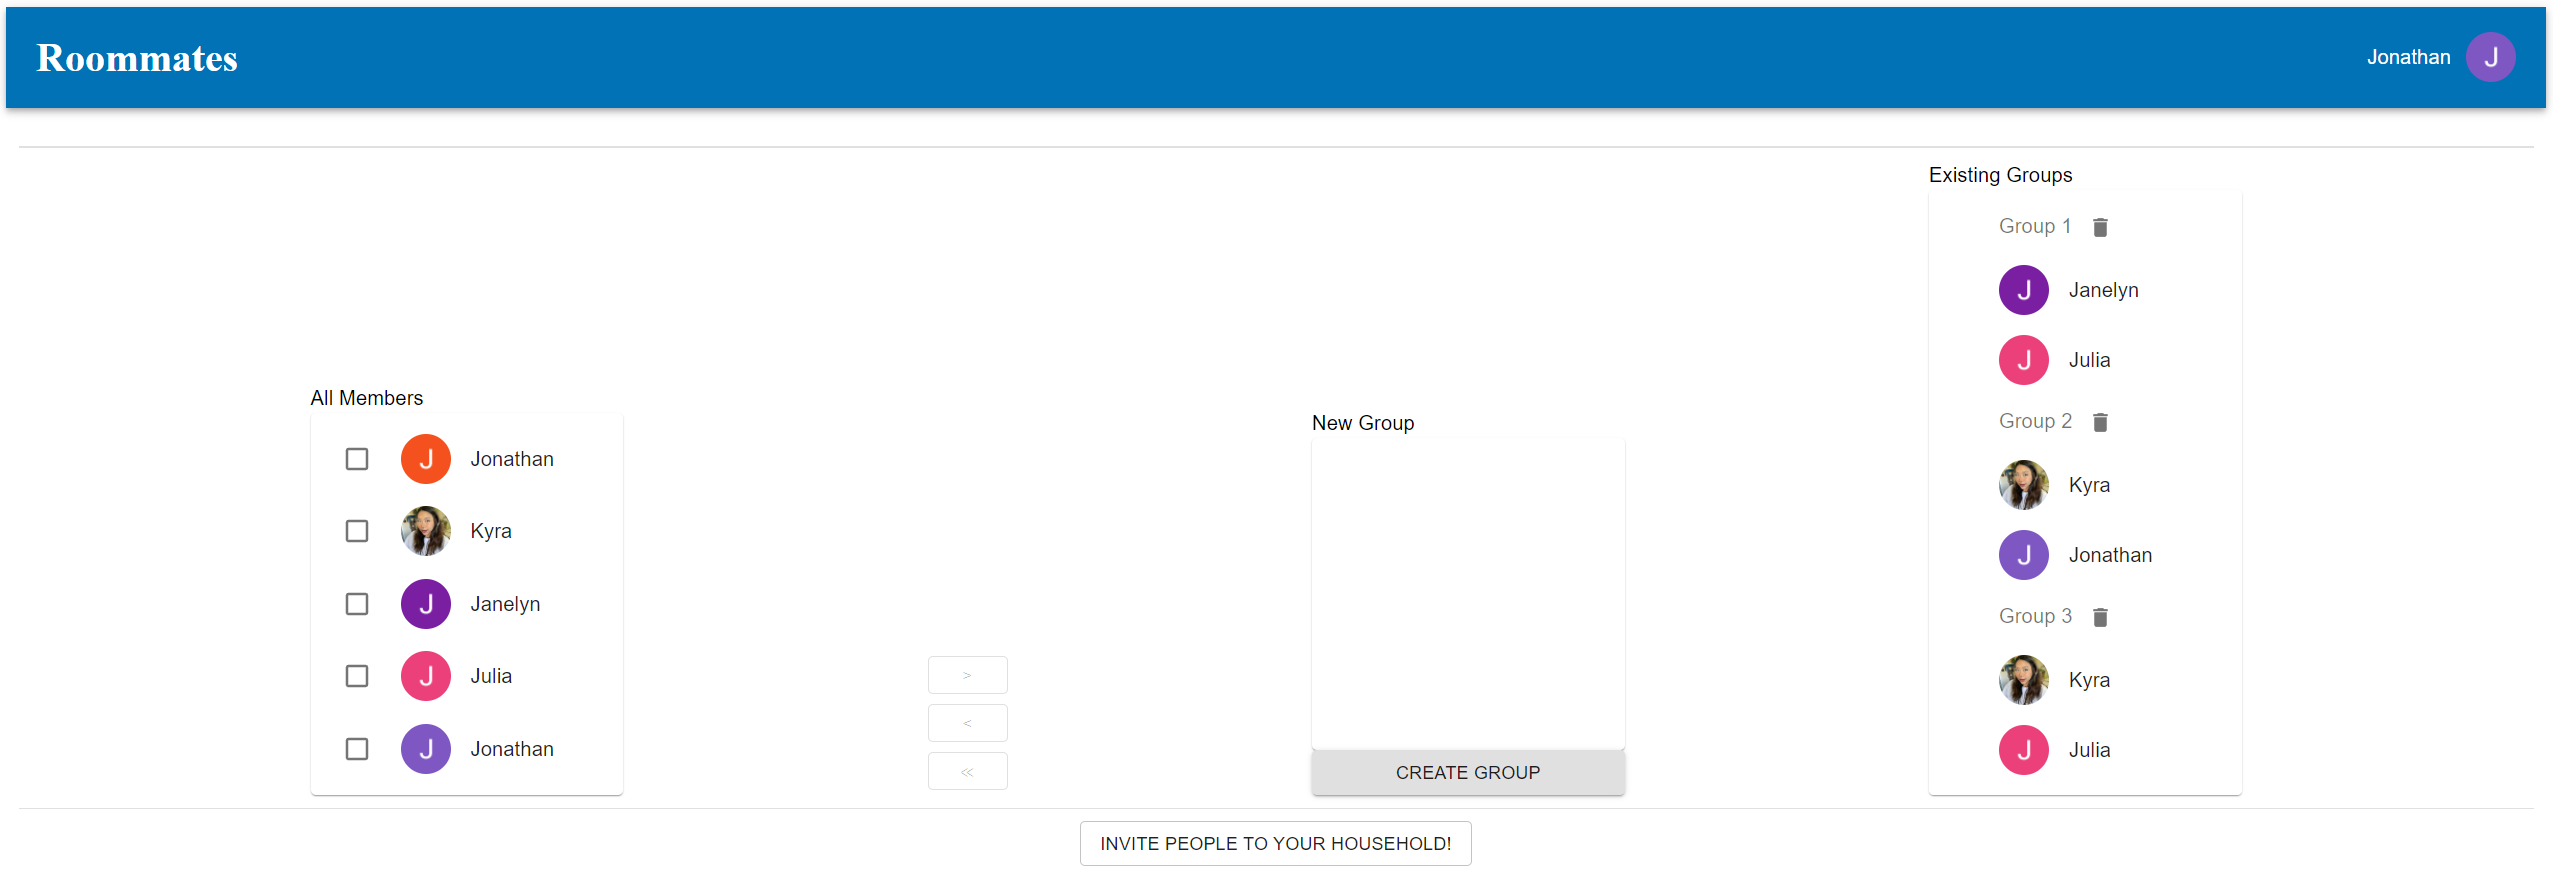 Roommates
Jonathan J
All Members
J Jonathan
Kyra
J Janelyn
J Julia
J Jonathan
>
<
≪
New Group
CREATE GROUP
Existing Groups
Group 1
J Janelyn
J Julia
Group 2
Kyra
J Jonathan
Group 3
Kyra
J Julia
INVITE PEOPLE TO YOUR HOUSEHOLD!